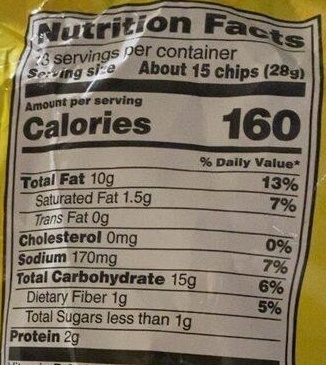 Nutrition Facts
servings per container
Serving size About 15 chips (28g)
Amount per serving
Calories 160
% Daily Value*
Total Fat 10g 13%
Saturated Fat 1.5g 7%
Trans Fat 0g
Cholesterol 0mg 0%
Sodium 170mg 7%
Total Carbohydrate 15g 6%
Dietary Fiber 1g 5%
Total Sugars less than 1g
Protein 2g